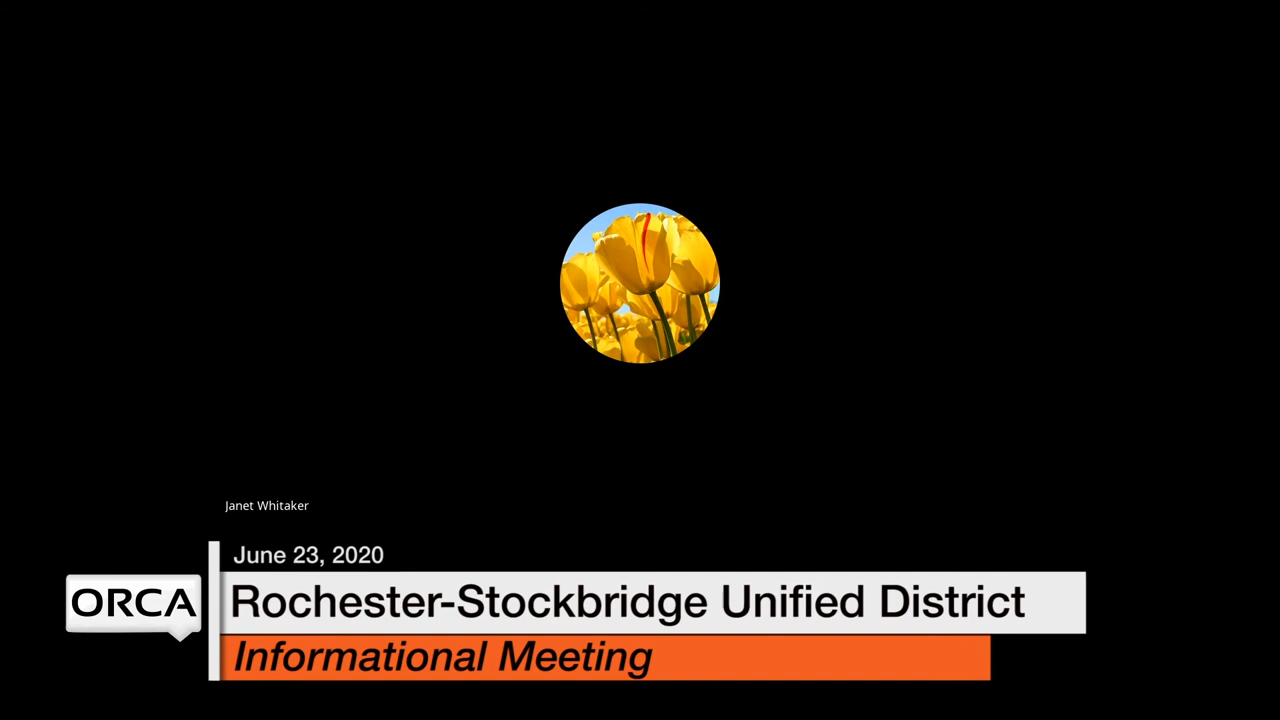 Janet Whitaker
June 23, 2020
ORCA
Rochester-Stockbridge Unified District
Informational Meeting